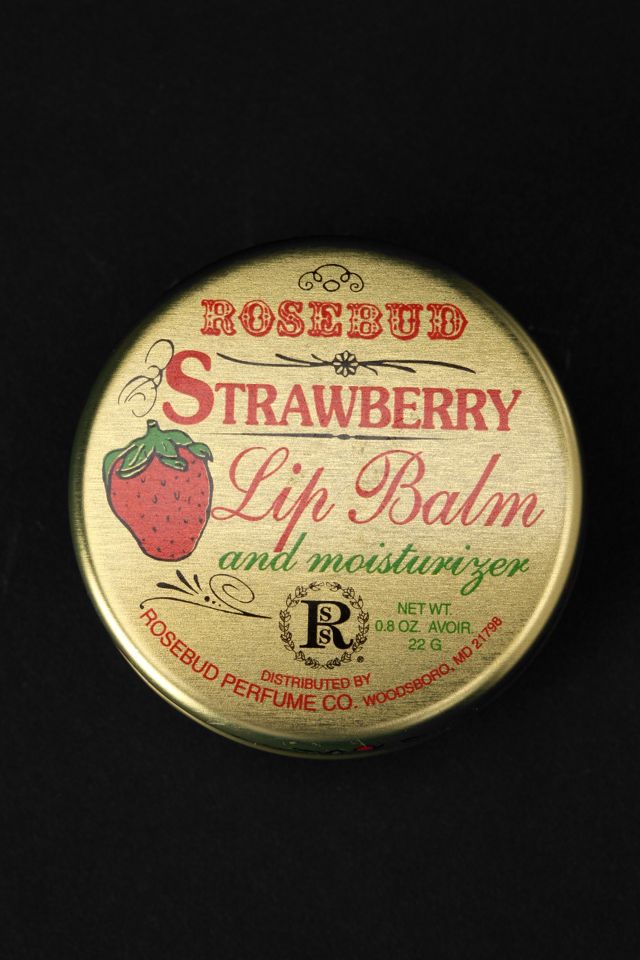 ROSEBUD
STRAWBERRY
Lip Balm
and moisturizer
RSS
®
NET WT.
0.8 OZ. AVOIR.
22 G
DISTRIBUTED BY
ROSEBUD PERFUME CO. WOODSBORO, MD 21798